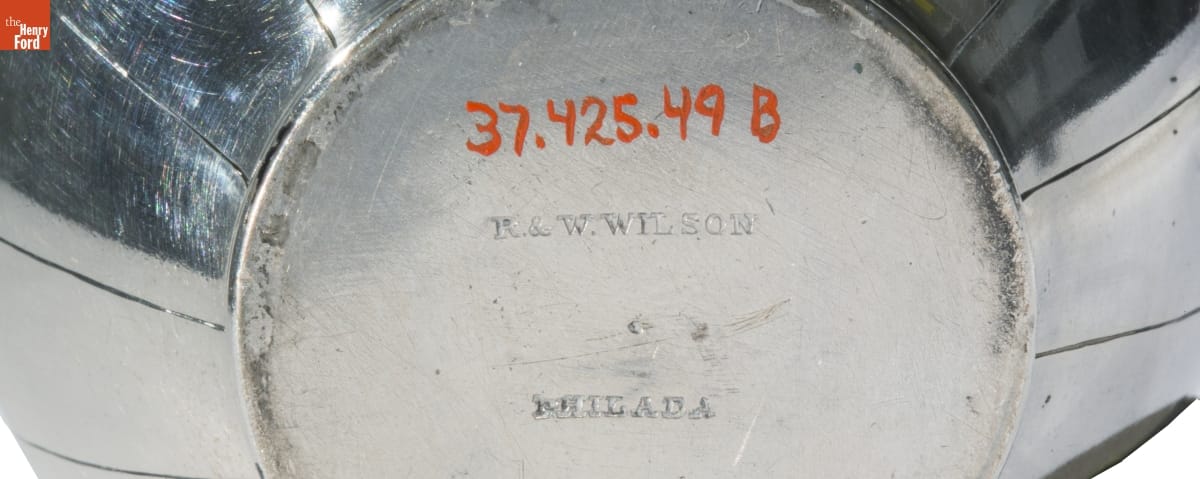 the
Henry
Ford
37.425.49 B
R.& W. WILSON
PHILADA